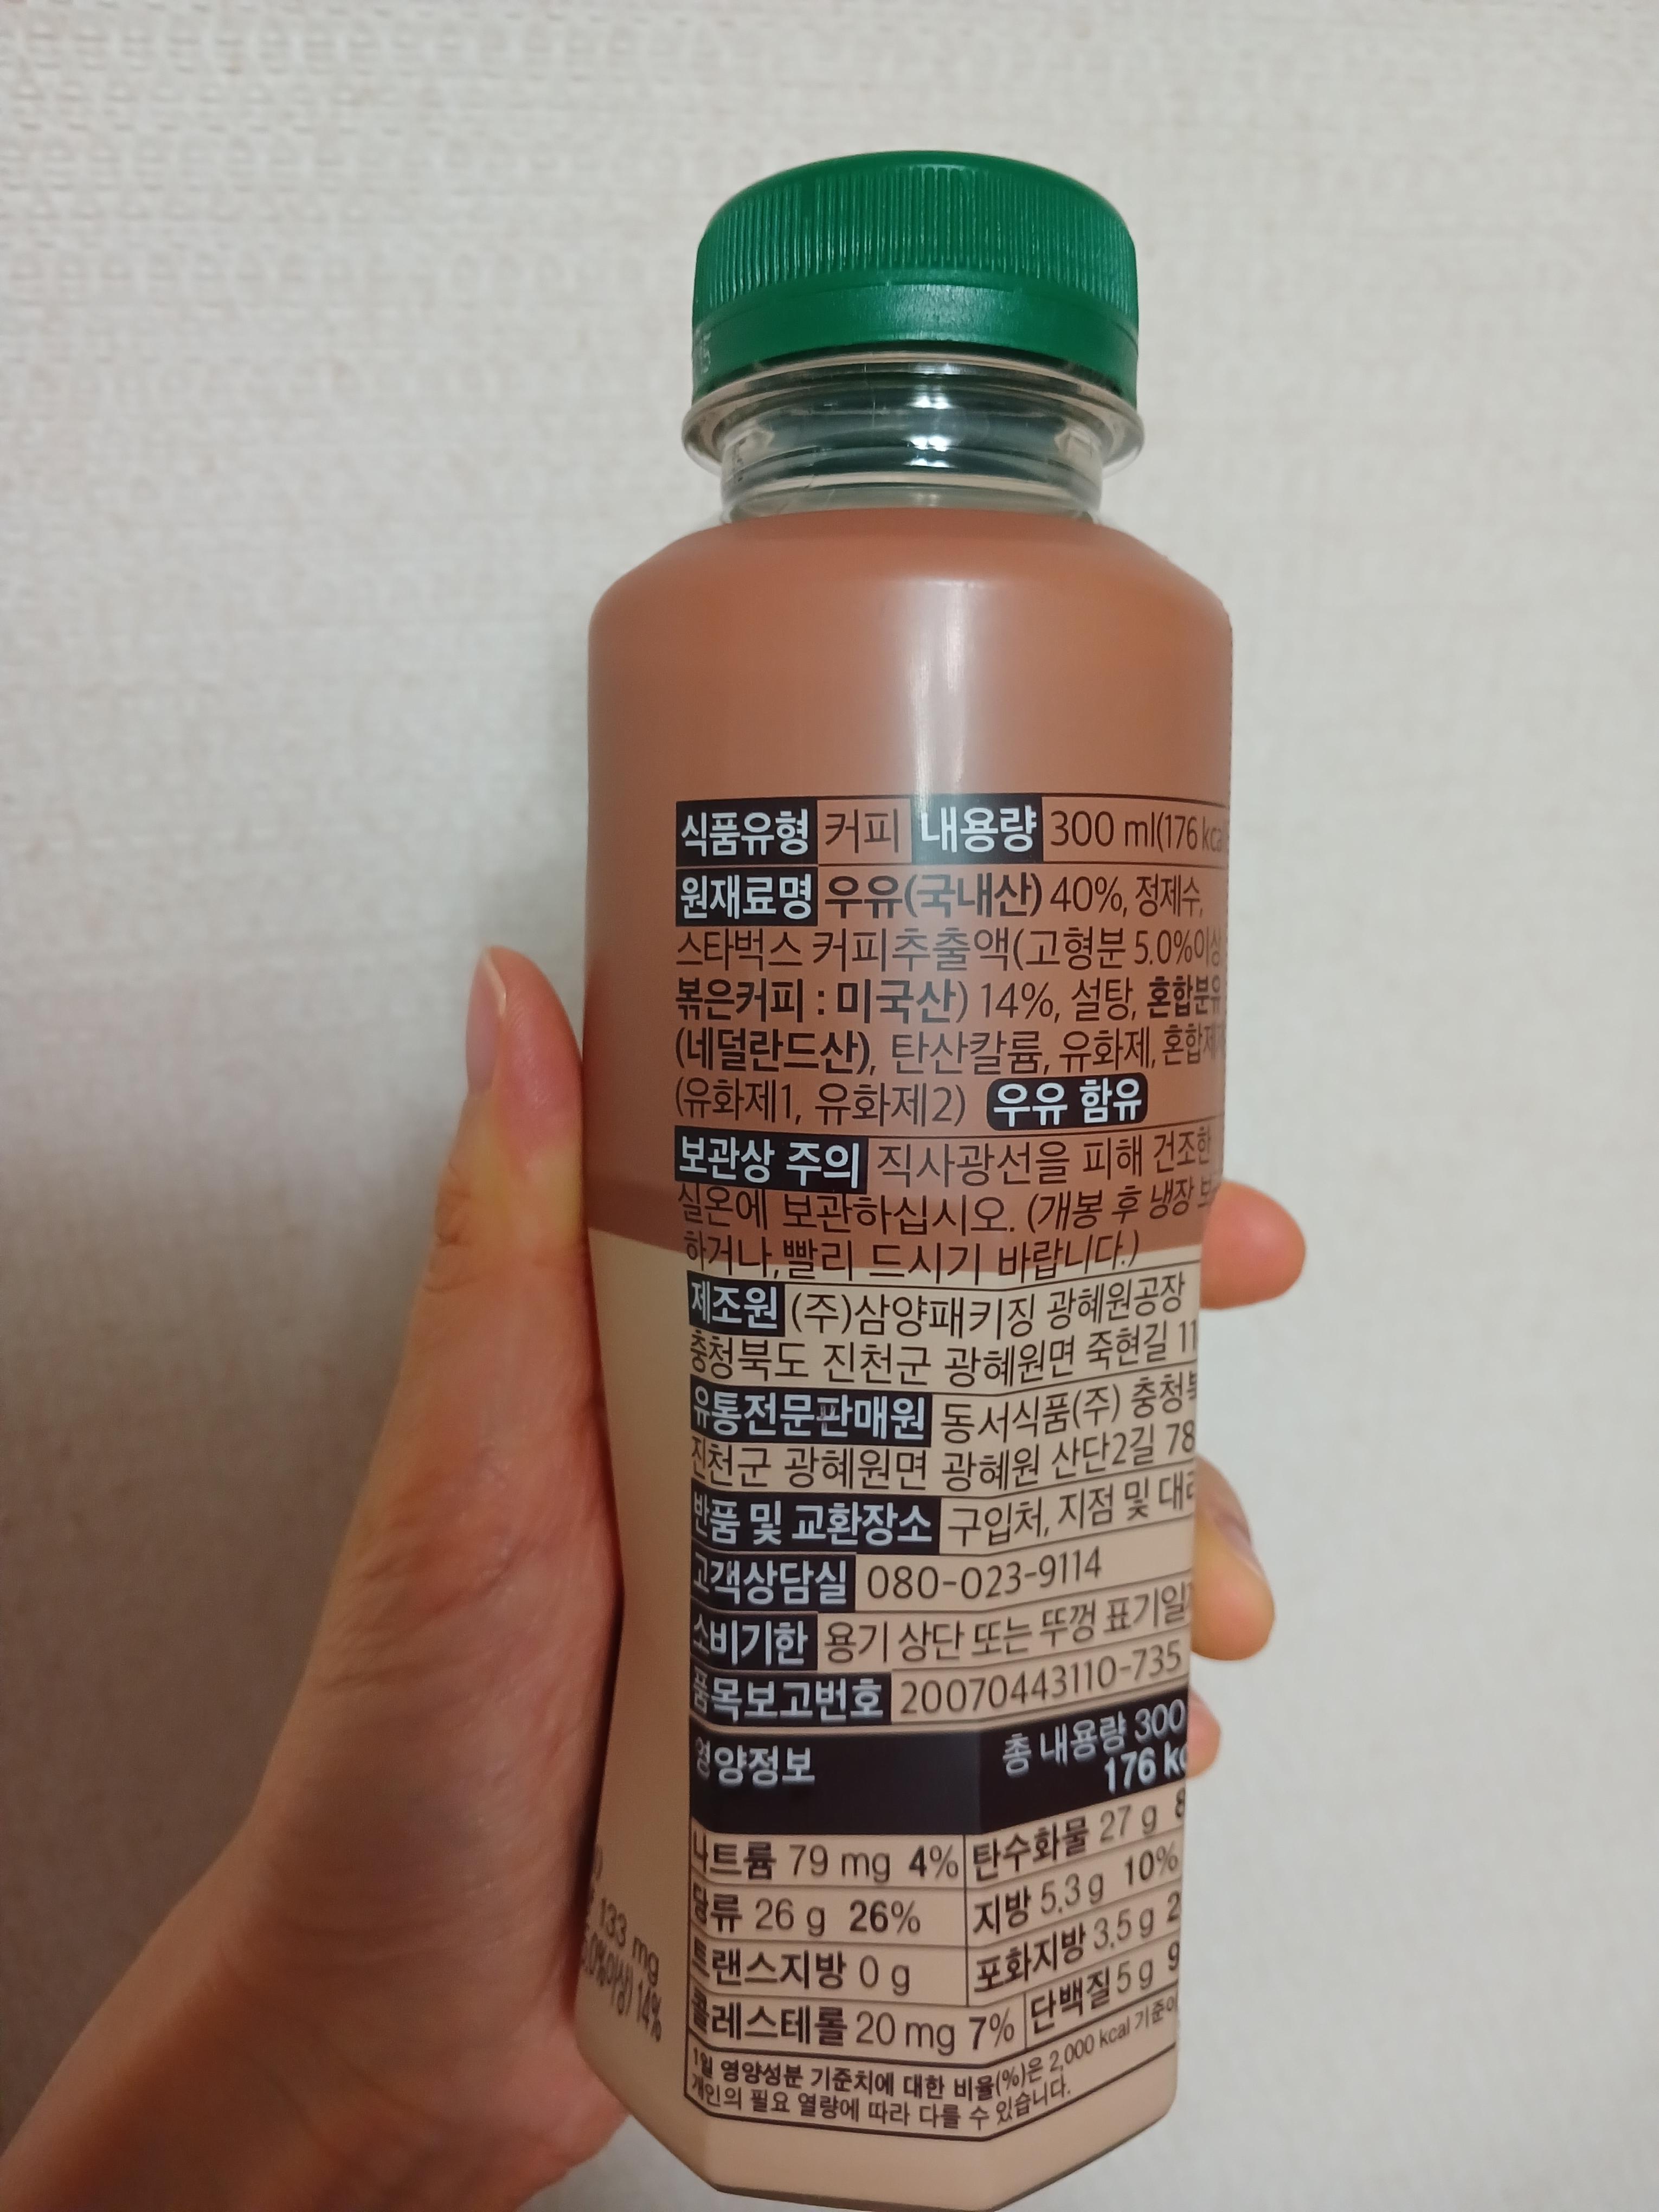 식품유형 커피 내용량 300 ml(176 kca
원재료명 우유(국내산) 40%, 정제수,
스타벅스 커피추출액(고형분 5.0%이상
볶은커피 : 미국산) 14%, 설탕, 혼합분유
(네덜란드산), 탄산칼륨, 유화제, 혼합제
(유화제1, 유화제2) 우유 함유
보관상 주의 직사광선을 피해 건조한
실온에 보관하십시오. (개봉 후 냉장 보
하거나, 빨리 드시기 바랍니다.)
제조원 (주)삼양패키징 광혜원공장
충청북도 진천군 광혜원면 죽현길 11
유통전문판매원 동서식품(주) 충청북
진천군 광혜원면 광혜원 산단2길 78
반품 및 교환장소 구입처, 지점 및 대리
고객상담실 080-023-9114
소비기한 용기 상단 또는 뚜껑 표기일까
품목보고번호 20070443110-735
영양정보 총 내용량 300
176 kc
나트륨 79 mg 4% 탄수화물 27 g 8
당류 26 g 26% 지방 5.3 g 10%
트랜스지방 0 g 포화지방 3.5 g 2
콜레스테롤 20 mg 7% 단백질 5 g 9
1일 영양성분 기준치에 대한 비율(%)은 2,000 kcal 기준이
개인의 필요 열량에 따라 다를 수 있습니다.
133 mg
5.0%이상) 14%